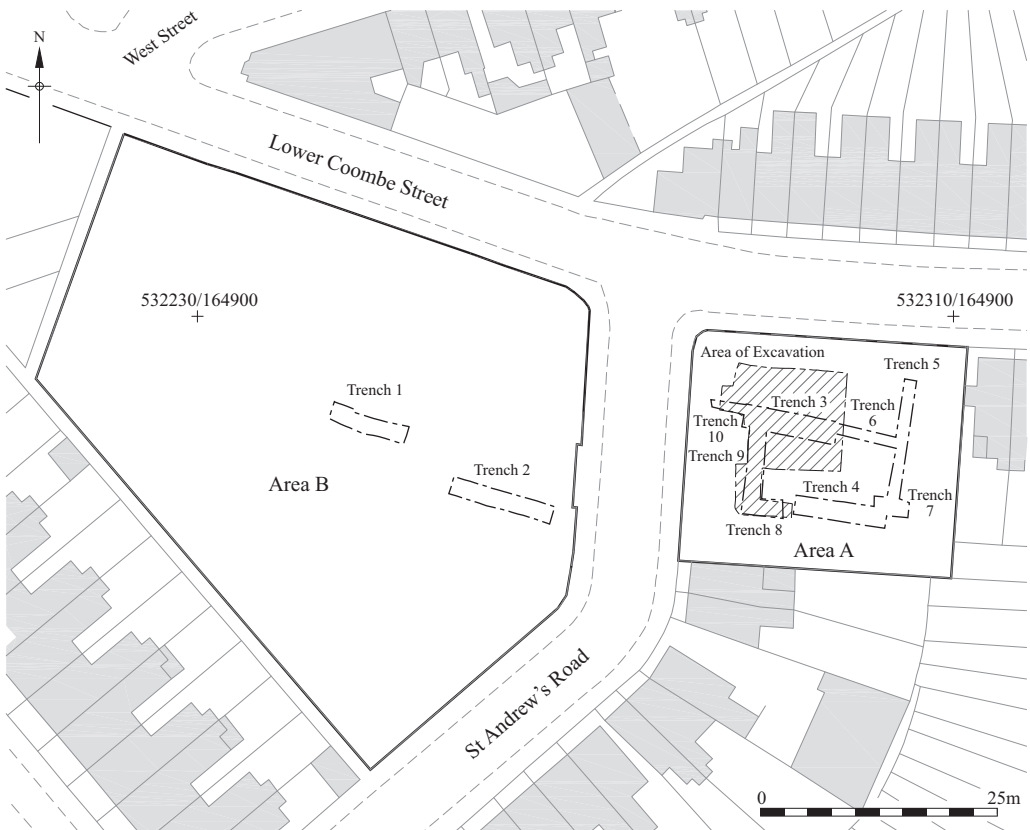 West Street
N
Lower Coombe Street
532230/164900
532310/164900
Area of Excavation
Trench 5
Trench 1
Trench 3
Trench
6
Trench
10
Trench 9
Trench 2
Trench 4
Area B
Trench
7
Trench 8
Area A
St Andrew's Road
0
25m